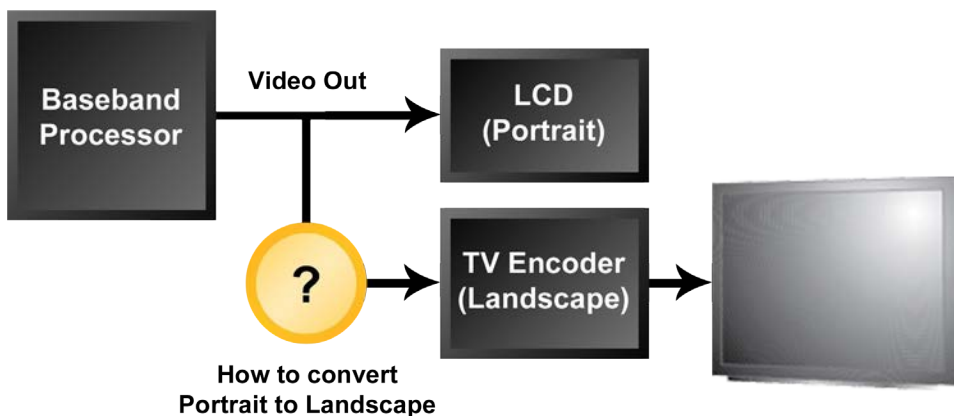 Baseband
Processor
Video Out
LCD
(Portrait)
?
TV Encoder
(Landscape)
How to convert
Portrait to Landscape